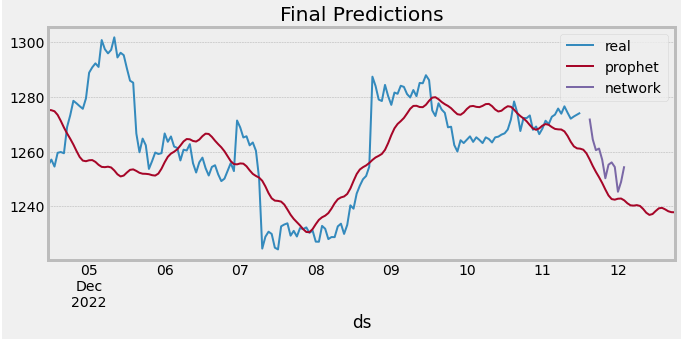 Final Predictions
real
prophet
network
1300
1280
1260
1240
05 06 07 08 09 10 11 12
Dec
2022
ds